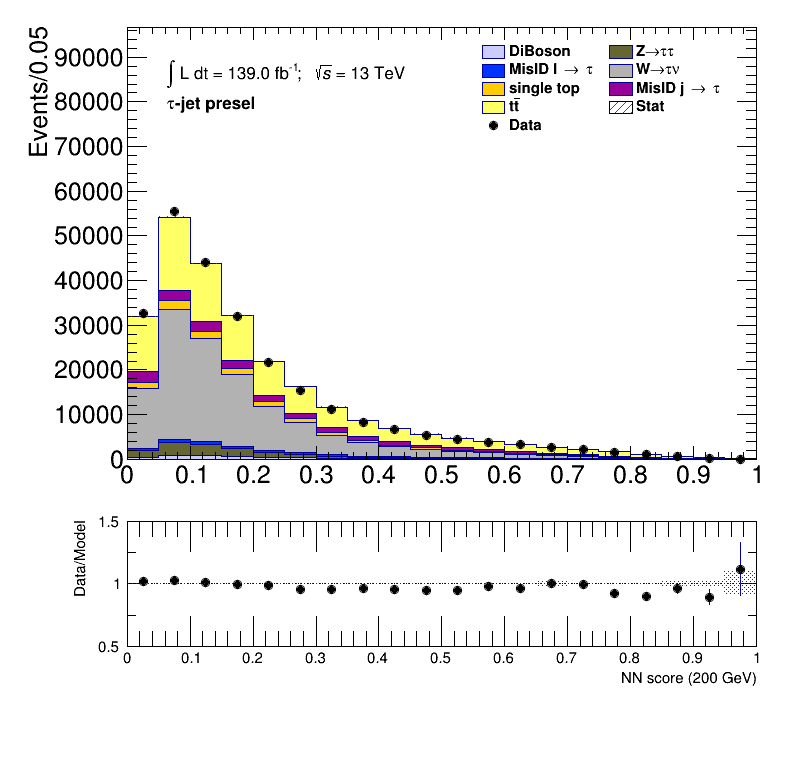 Events/0.05
90000
80000
70000
60000
50000
40000
30000
20000
10000
0
∫ L dt = 139.0 fb⁻¹; √s = 13 TeV
τ-jet presel
DiBoson
MisID l → τ
single top
tt̄
Data
Z→ττ
W→τν
MisID j → τ
Stat
0 0.1 0.2 0.3 0.4 0.5 0.6 0.7 0.8 0.9 1
Data/Model
1.5
1
0.5
0 0.1 0.2 0.3 0.4 0.5 0.6 0.7 0.8 0.9 1
NN score (200 GeV)